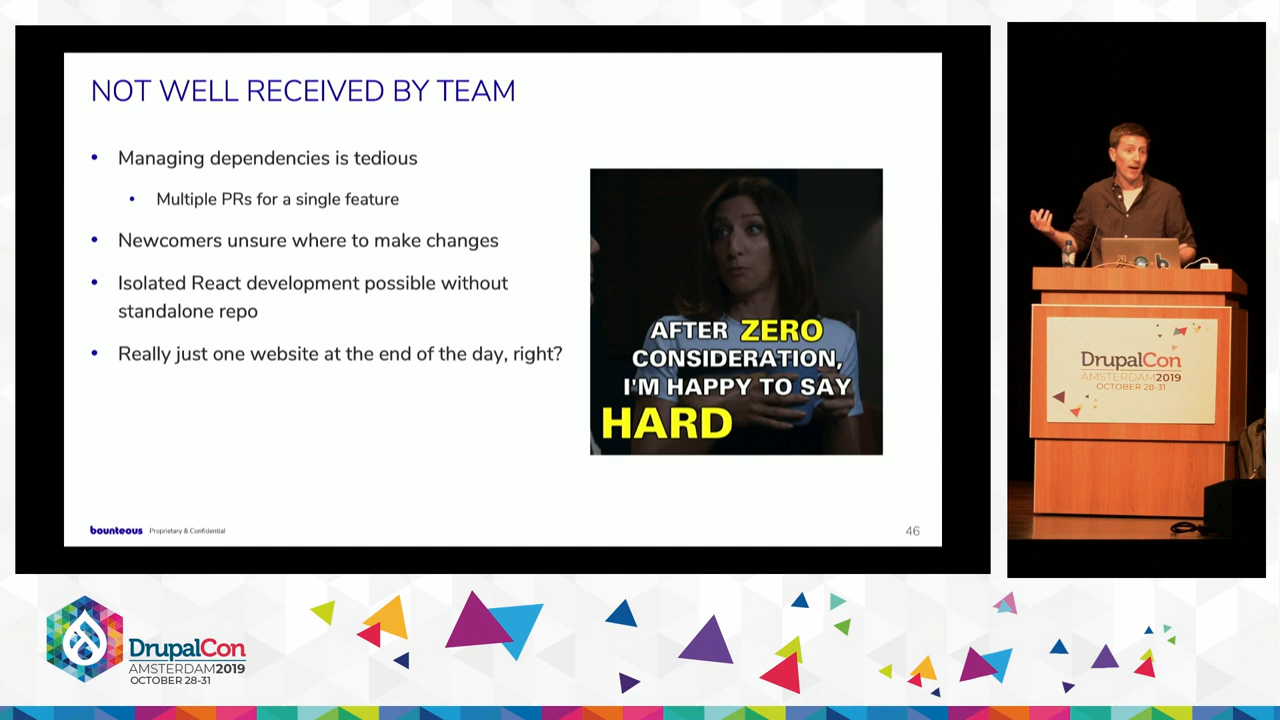 NOT WELL RECEIVED BY TEAM
• Managing dependencies is tedious
• Multiple PRs for a single feature
• Newcomers unsure where to make changes
• Isolated React development possible without
standalone repo
• Really just one website at the end of the day, right?
AFTER ZERO
CONSIDERATION,
I'M HAPPY TO SAY
HARD
bounteous Proprietary & Confidential
46
DrupalCon
AMSTERDAM2019
OCTOBER 28-31
DrupalCon
AMSTERDAM2019
OCTOBER 28-31